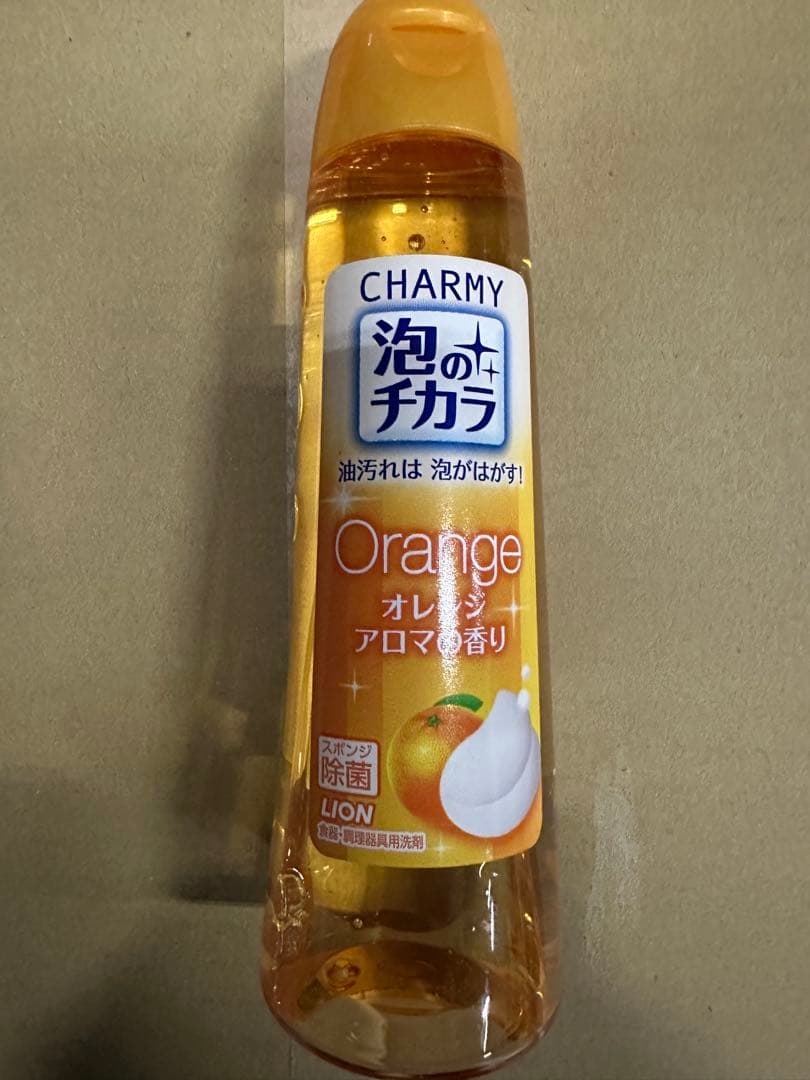 CHARMY
泡の
チカラ
油汚れは 泡がはがす!
Orange
オレンジ
アロマの香り
スポンジ
除菌
LION
食器・調理器具用洗剤